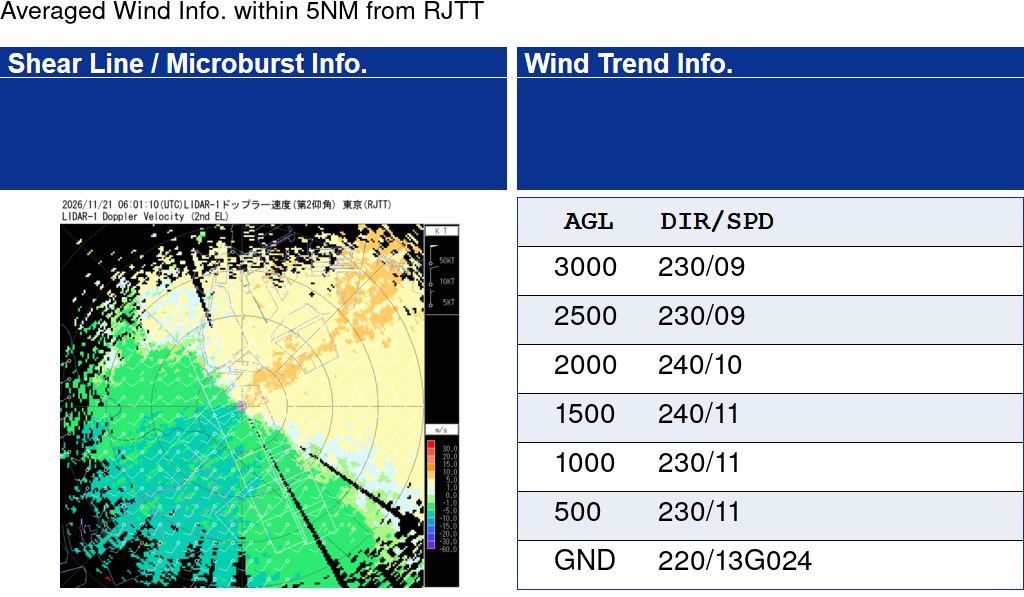 Averaged Wind Info. within 5NM from RJTT
Shear Line / Microburst Info.
Wind Trend Info.
2026/11/21 06:01:10(UTC)LIDAR-1ドップラー速度(第2仰角) 東京(RJTT)
LIDAR-1 Doppler Velocity (2nd EL)
K T
50KT
10KT
5KT
m/s
30.0
20.0
15.0
10.0
5.0
1.0
0.0
-1.0
-5.0
-10.0
-15.0
-20.0
-30.0
-60.0
AGL DIR/SPD
3000 230/09
2500 230/09
2000 240/10
1500 240/11
1000 230/11
500 230/11
GND 220/13G024